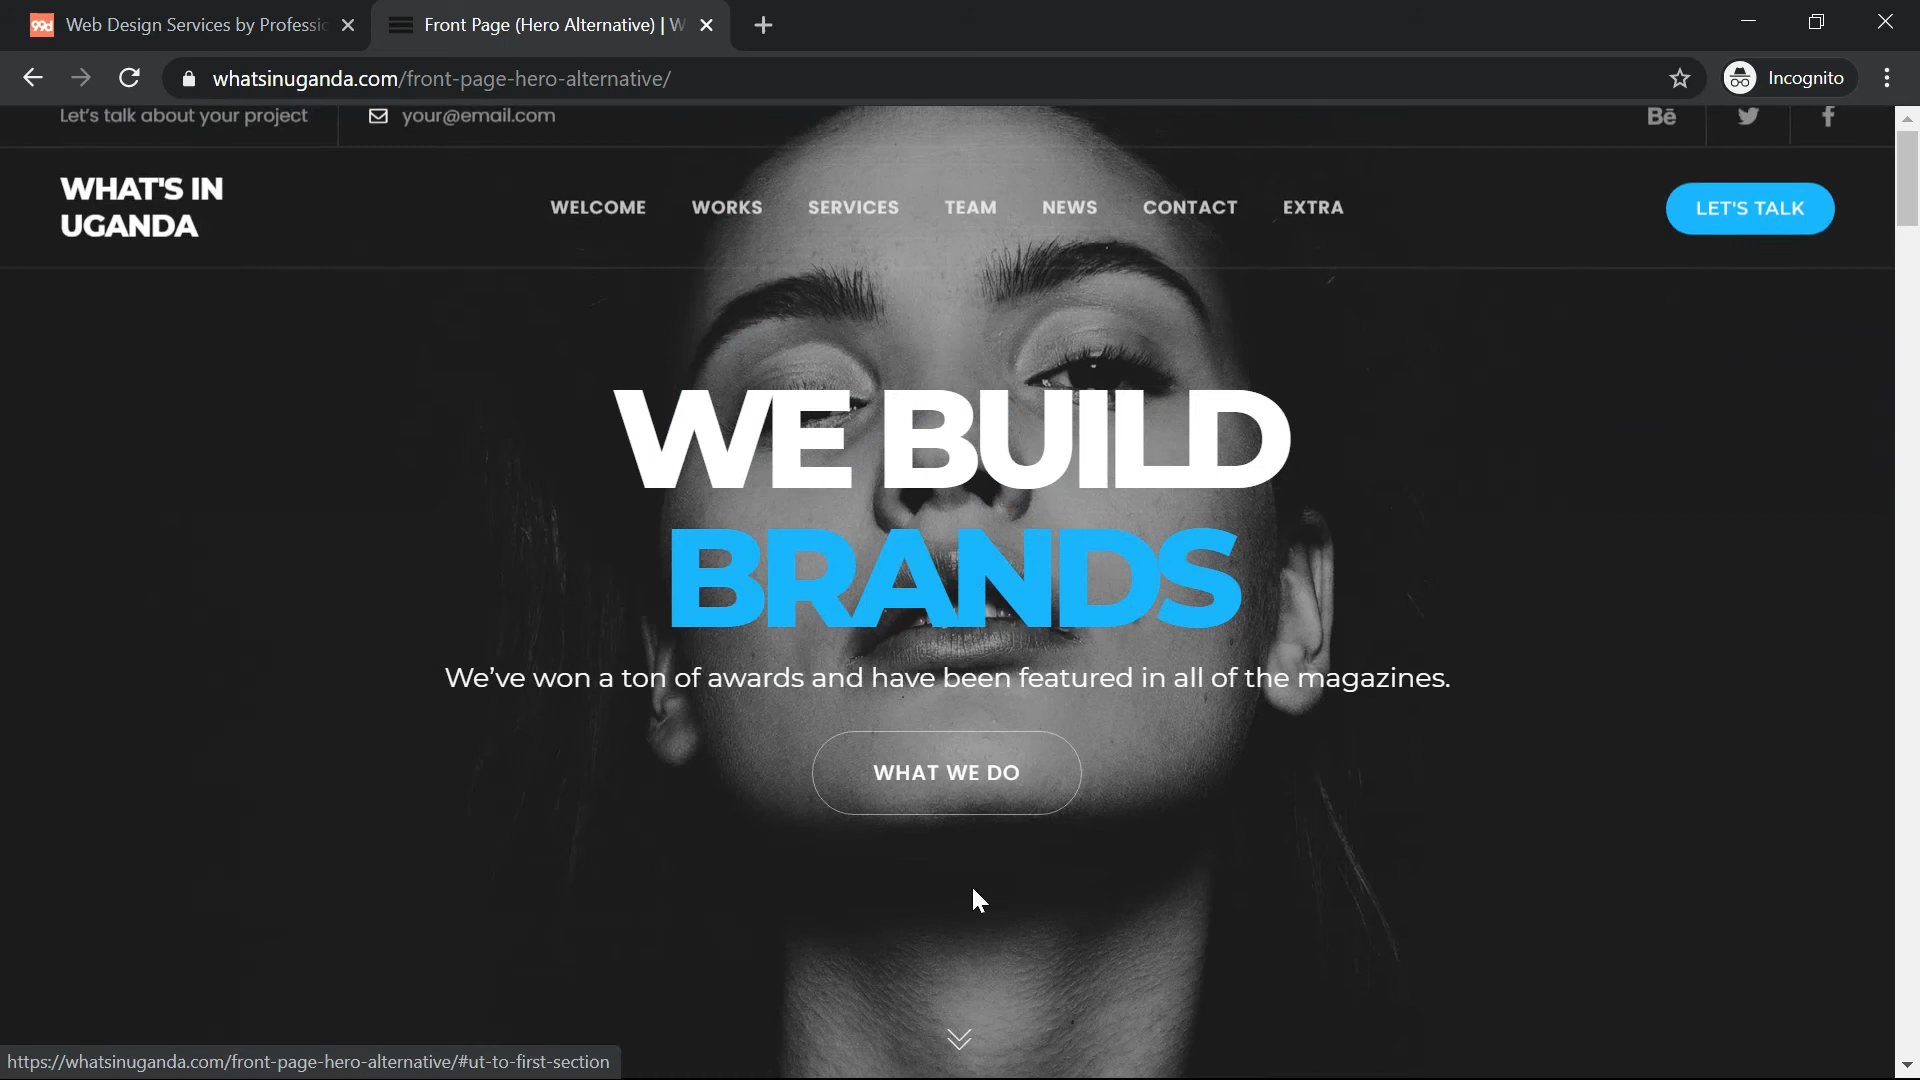 99d Web Design Services by Professi
Front Page (Hero Alternative) | W
whatsinuganda.com/front-page-hero-alternative/
Incognito
Let's talk about your project
your@email.com
Bē
WHAT'S IN
UGANDA
WELCOME WORKS SERVICES TEAM NEWS CONTACT EXTRA
LET'S TALK
WE BUILD
BRANDS
We've won a ton of awards and have been featured in all of the magazines.
WHAT WE DO
https://whatsinuganda.com/front-page-hero-alternative/#ut-to-first-section